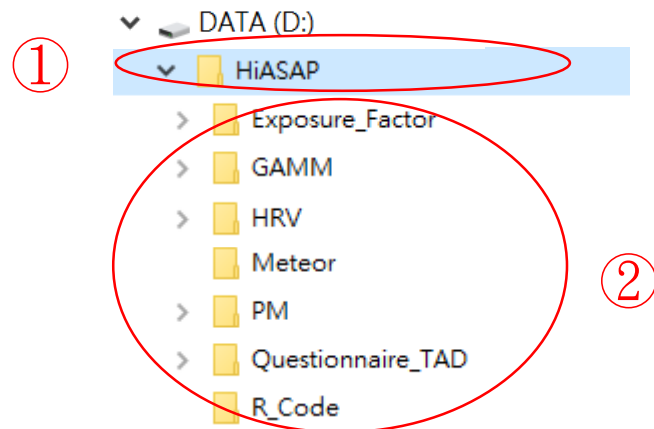 DATA (D:)
① HiASAP
Exposure_Factor
GAMM
HRV
Meteor
②
PM
Questionnaire_TAD
R_Code